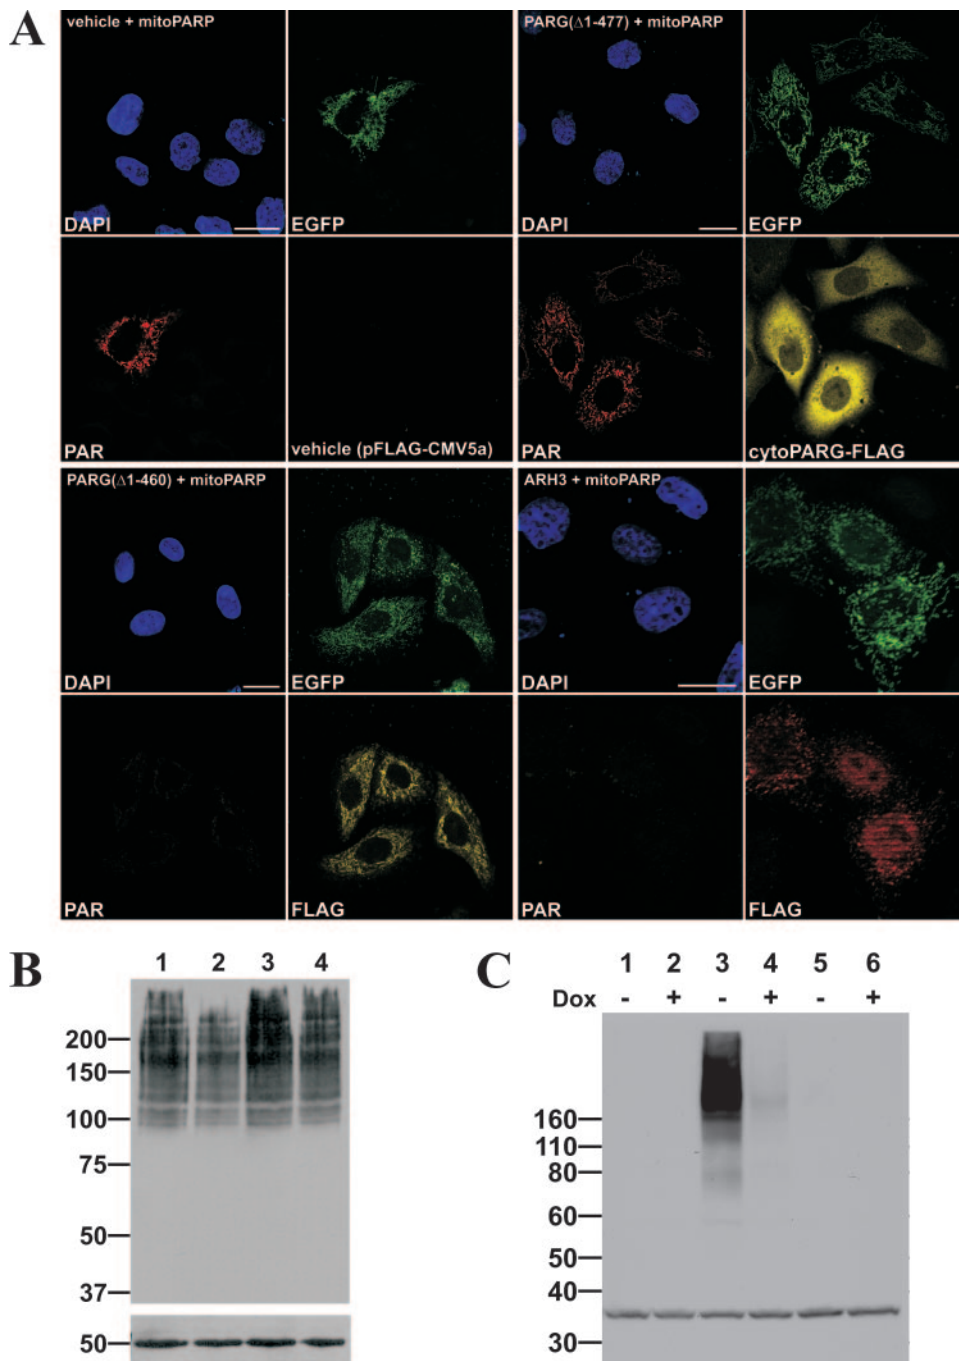 A
vehicle + mitoPARP
PARG(Δ1-477) + mitoPARP
DAPI
EGFP
DAPI
EGFP
PAR
vehicle (pFLAG-CMV5a)
PAR
cytoPARG-FLAG
PARG(Δ1-460) + mitoPARP
ARH3 + mitoPARP
DAPI
EGFP
DAPI
EGFP
PAR
FLAG
PAR
FLAG
B
1 2 3 4
200
150
100
75
50
37
50
C
1 2 3 4 5 6
Dox - + - + - +
160
110
80
60
50
40
30